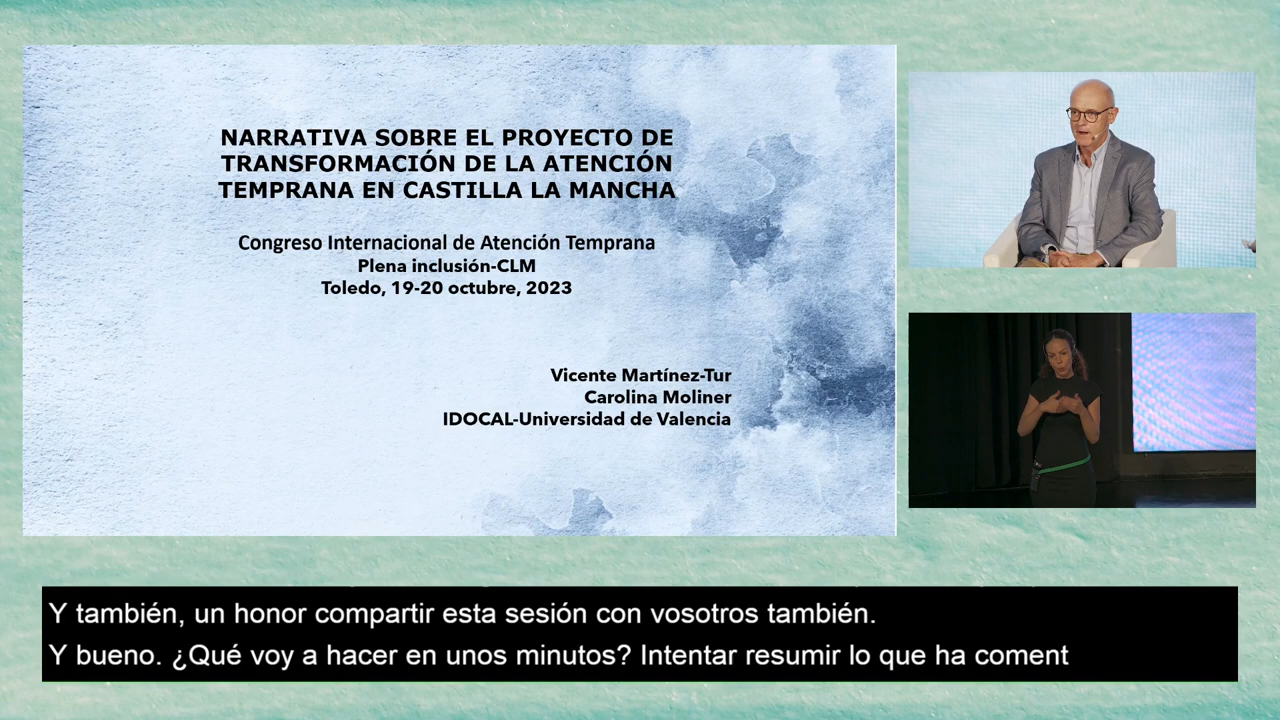 NARRATIVA SOBRE EL PROYECTO DE
TRANSFORMACIÓN DE LA ATENCIÓN
TEMPRANA EN CASTILLA LA MANCHA
Congreso Internacional de Atención Temprana
Plena inclusión-CLM
Toledo, 19-20 octubre, 2023
Vicente Martínez-Tur
Carolina Moliner
IDOCAL-Universidad de Valencia
Y también, un honor compartir esta sesión con vosotros también.
Y bueno. ¿Qué voy a hacer en unos minutos? Intentar resumir lo que ha coment